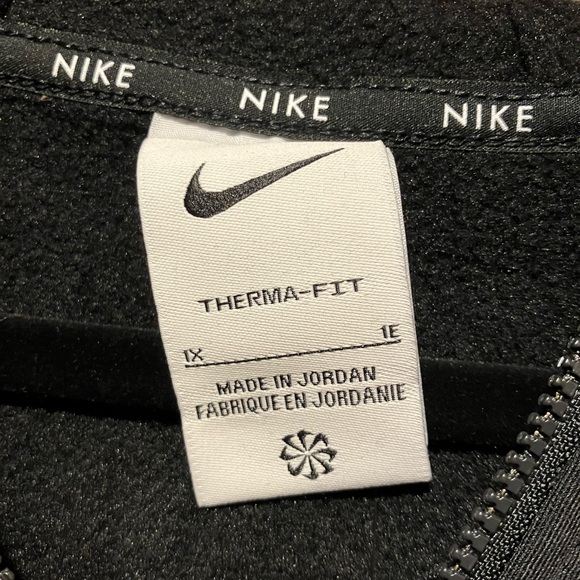 NIKE NIKE NIKE
THERMA-FIT
1X 1E
MADE IN JORDAN
FABRIQUE EN JORDANIE